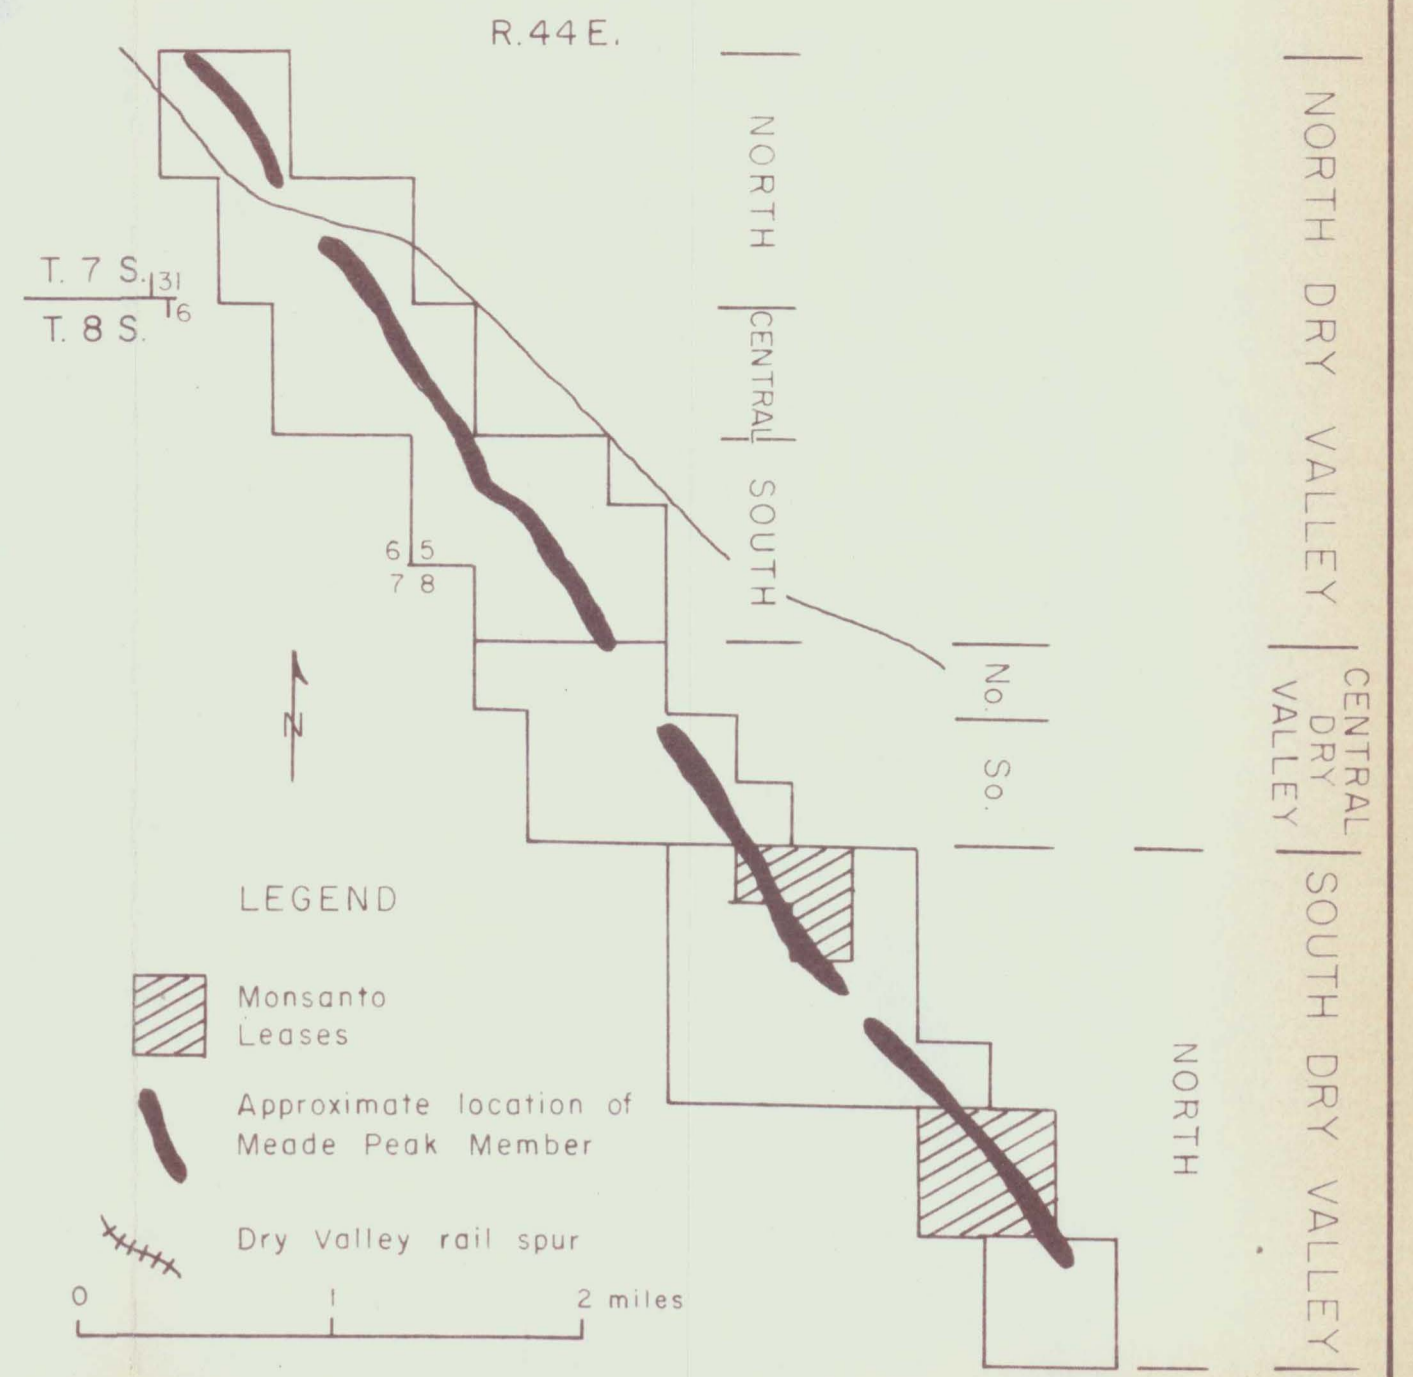 R. 44 E.
NORTH
CENTRAL
SOUTH
NORTH DRY VALLEY
T. 7 S.
31
6
T. 8 S.
6 5
7 8
N
No.
So.
CENTRAL
DRY
VALLEY
SOUTH DRY VALLEY
NORTH
LEGEND
Monsanto
Leases
Approximate location of
Meade Peak Member
Dry Valley rail spur
0 1 2 miles